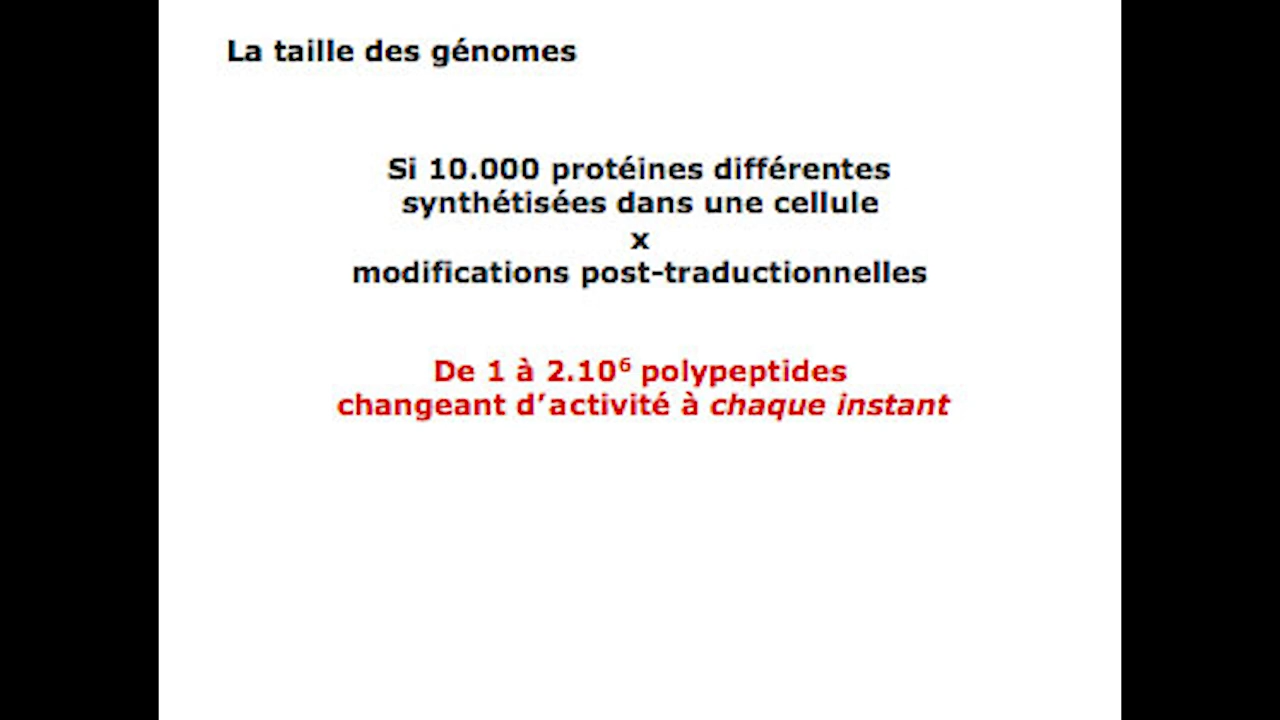 La taille des génomes
Si 10.000 protéines différentes
synthétisées dans une cellule
x
modifications post-traductionnelles
De 1 à 2.10⁶ polypeptides
changeant d’activité à chaque instant